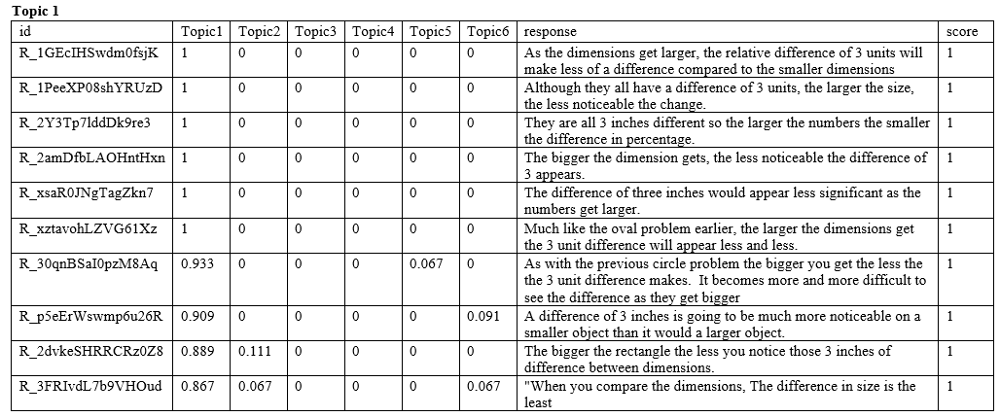 Topic 1
id Topic1 Topic2 Topic3 Topic4 Topic5 Topic6 response score
R_1GEcIHSwdm0fsjK 1 0 0 0 0 0 As the dimensions get larger, the relative difference of 3 units will 1
make less of a difference compared to the smaller dimensions
R_1PeeXP08shYRUzD 1 0 0 0 0 0 Although they all have a difference of 3 units, the larger the size, 1
the less noticeable the change.
R_2Y3Tp7lddDk9re3 1 0 0 0 0 0 They are all 3 inches different so the larger the numbers the smaller 1
the difference in percentage.
R_2amDfbLAOHntHxn 1 0 0 0 0 0 The bigger the dimension gets, the less noticeable the difference of 1
3 appears.
R_xsaR0JNgTagZkn7 1 0 0 0 0 0 The difference of three inches would appear less significant as the 1
numbers get larger.
R_xztavohLZVG61Xz 1 0 0 0 0 0 Much like the oval problem earlier, the larger the dimensions get 1
the 3 unit difference will appear less and less.
R_30qnBSaI0pzM8Aq 0.933 0 0 0 0.067 0 As with the previous circle problem the bigger you get the less the 1
the 3 unit difference makes. It becomes more and more difficult to
see the difference as they get bigger
R_p5eErWswmp6u26R 0.909 0 0 0 0 0.091 A difference of 3 inches is going to be much more noticeable on a 1
smaller object than it would a larger object.
R_2dvkeSHRRCRz0Z8 0.889 0.111 0 0 0 0 The bigger the rectangle the less you notice those 3 inches of 1
difference between dimensions.
R_3FRIvdL7b9VHOud 0.867 0.067 0 0 0 0.067 "When you compare the dimensions, The difference in size is the 1
least